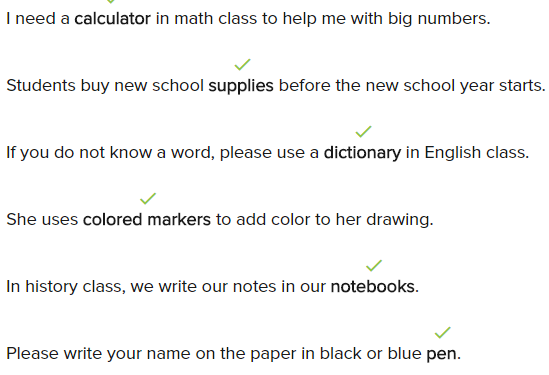 I need a calculator in math class to help me with big numbers.
Students buy new school supplies before the new school year starts.
If you do not know a word, please use a dictionary in English class.
She uses colored markers to add color to her drawing.
In history class, we write our notes in our notebooks.
Please write your name on the paper in black or blue pen.